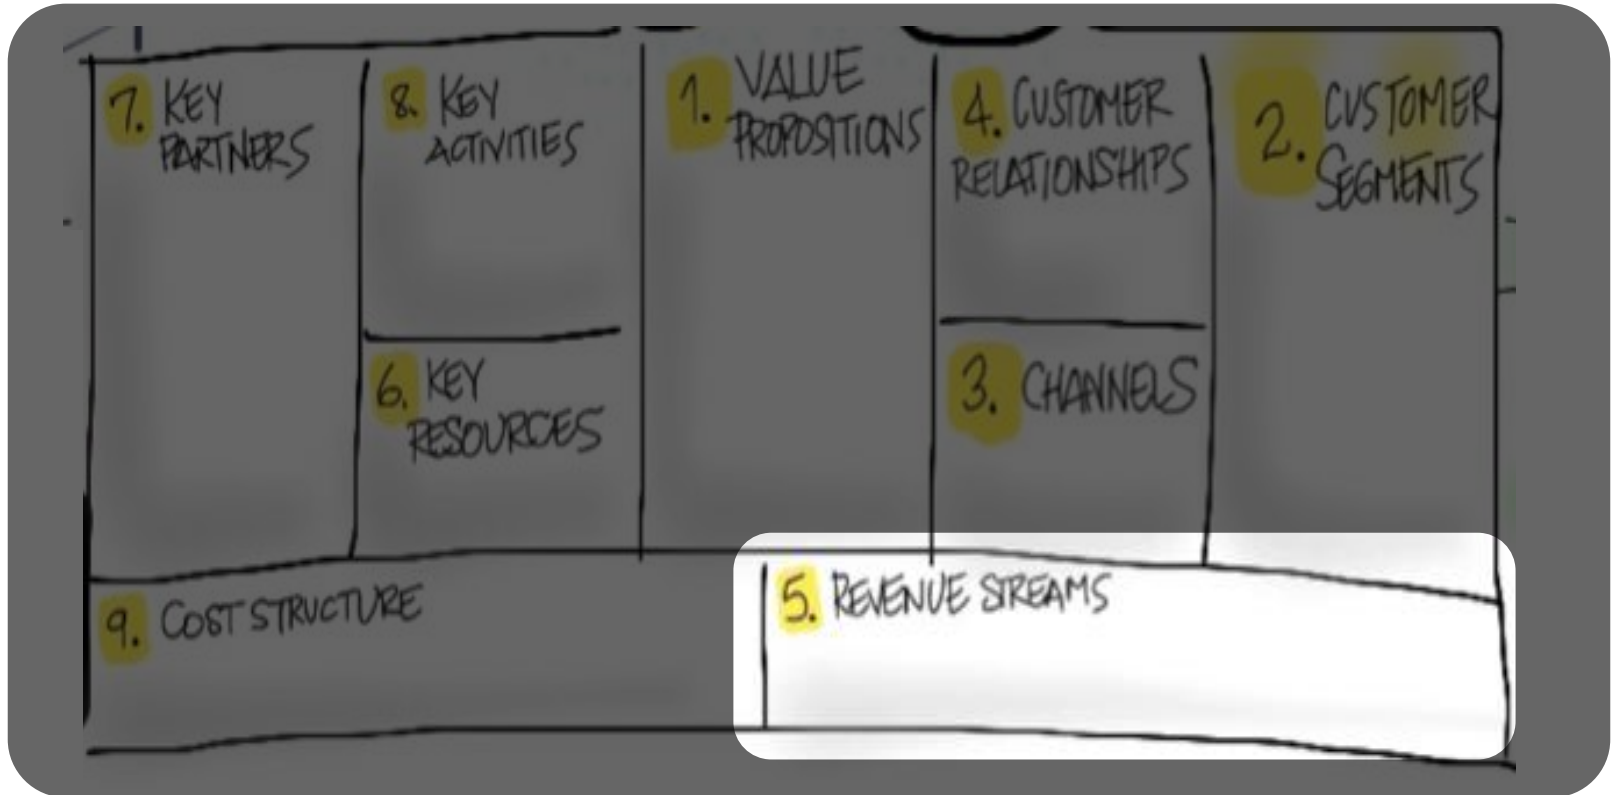 7. KEY
PARTNERS
8. KEY
ACTIVITIES
6. KEY
RESOURCES
1. VALUE
PROPOSITIONS
4. CUSTOMER
RELATIONSHIPS
3. CHANNELS
2. CUSTOMER
SEGMENTS
9. COST STRUCTURE
5. REVENUE STREAMS